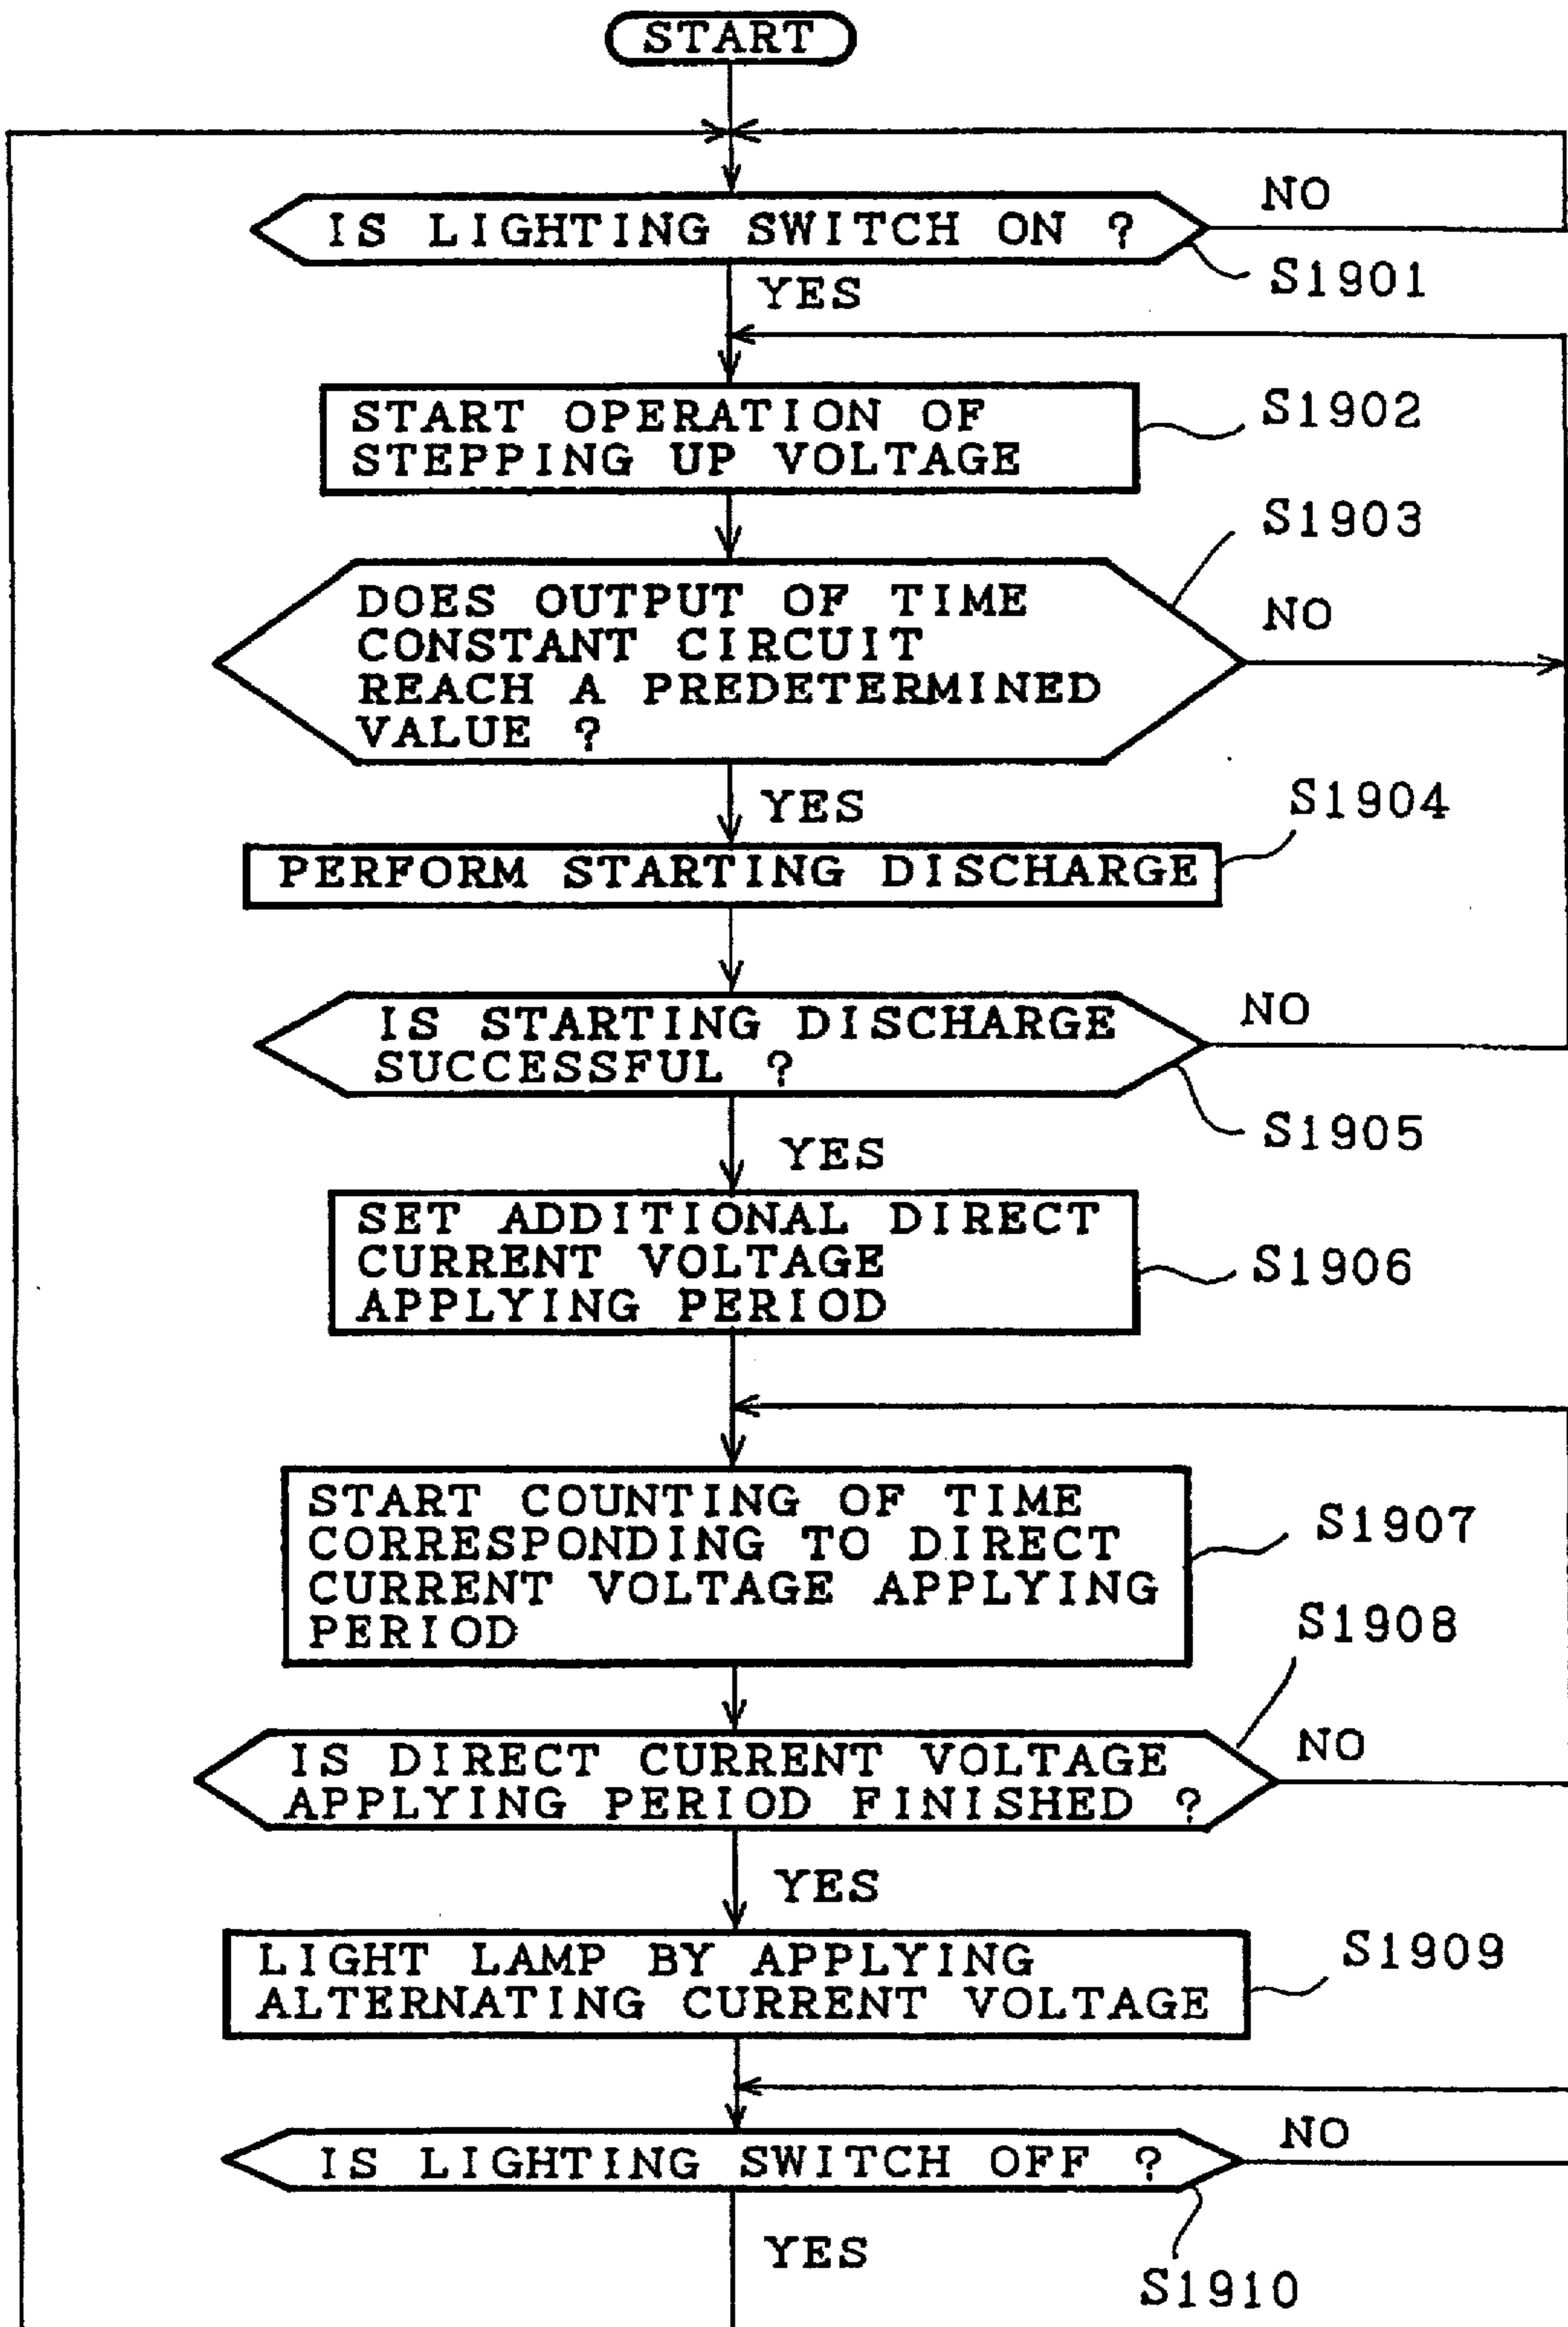 START
IS LIGHTING SWITCH ON ?
NO
S1901
YES
START OPERATION OF
STEPPING UP VOLTAGE
S1902
S1903
DOES OUTPUT OF TIME
CONSTANT CIRCUIT
REACH A PREDETERMINED
VALUE ?
NO
YES
S1904
PERFORM STARTING DISCHARGE
IS STARTING DISCHARGE
SUCCESSFUL ?
NO
S1905
YES
SET ADDITIONAL DIRECT
CURRENT VOLTAGE
APPLYING PERIOD
S1906
START COUNTING OF TIME
CORRESPONDING TO DIRECT
CURRENT VOLTAGE APPLYING
PERIOD
S1907
S1908
IS DIRECT CURRENT VOLTAGE
APPLYING PERIOD FINISHED ?
NO
YES
LIGHT LAMP BY APPLYING
ALTERNATING CURRENT VOLTAGE
S1909
IS LIGHTING SWITCH OFF ?
NO
YES
S1910